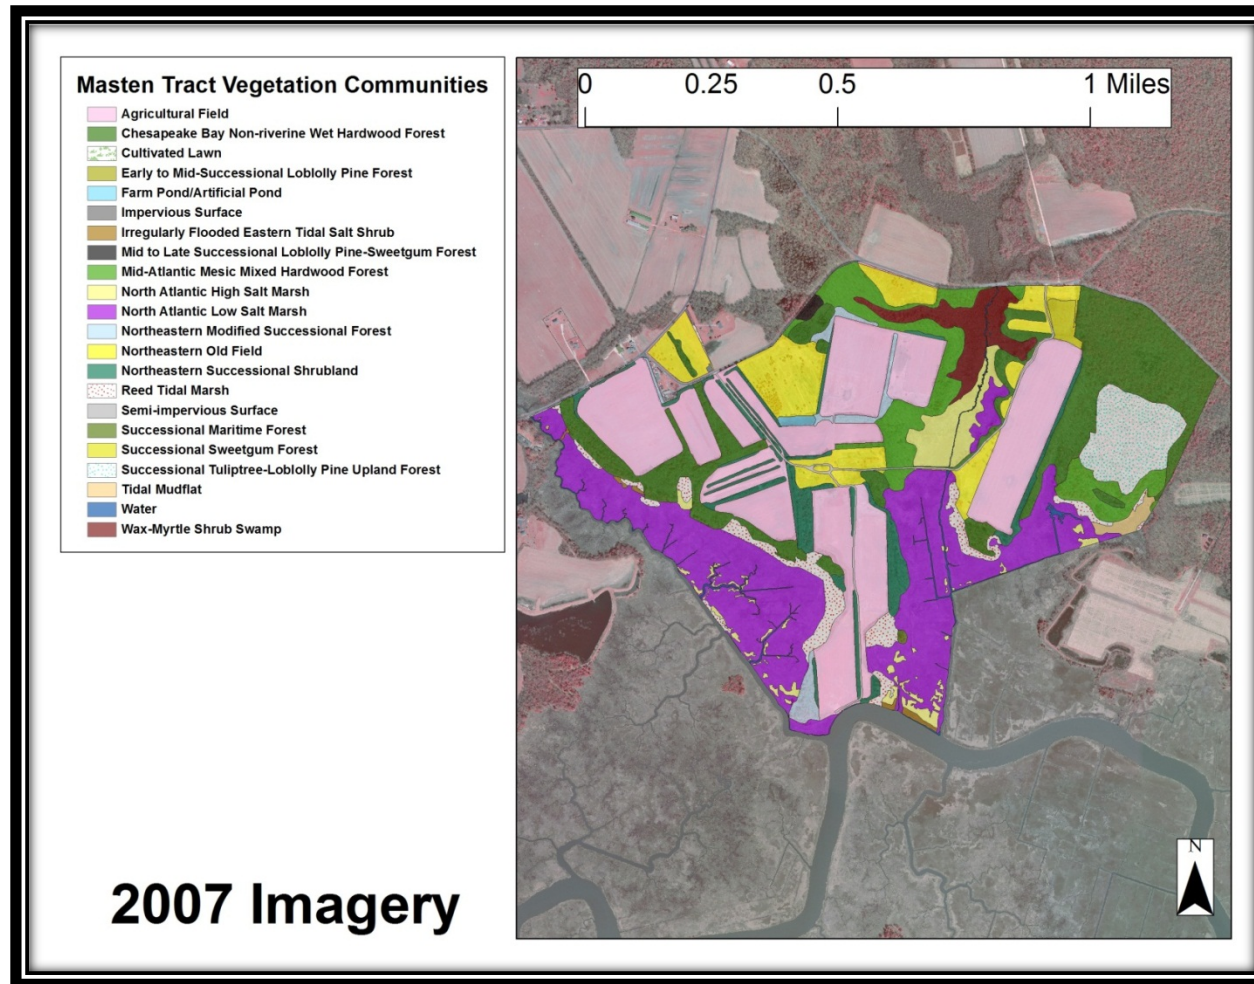 Masten Tract Vegetation Communities
Agricultural Field
Chesapeake Bay Non-riverine Wet Hardwood Forest
Cultivated Lawn
Early to Mid-Successional Loblolly Pine Forest
Farm Pond/Artificial Pond
Impervious Surface
Irregularly Flooded Eastern Tidal Salt Shrub
Mid to Late Successional Loblolly Pine-Sweetgum Forest
Mid-Atlantic Mesic Mixed Hardwood Forest
North Atlantic High Salt Marsh
North Atlantic Low Salt Marsh
Northeastern Modified Successional Forest
Northeastern Old Field
Northeastern Successional Shrubland
Reed Tidal Marsh
Semi-impervious Surface
Successional Maritime Forest
Successional Sweetgum Forest
Successional Tuliptree-Loblolly Pine Upland Forest
Tidal Mudflat
Water
Wax-Myrtle Shrub Swamp
0 0.25 0.5 1 Miles
N
2007 Imagery